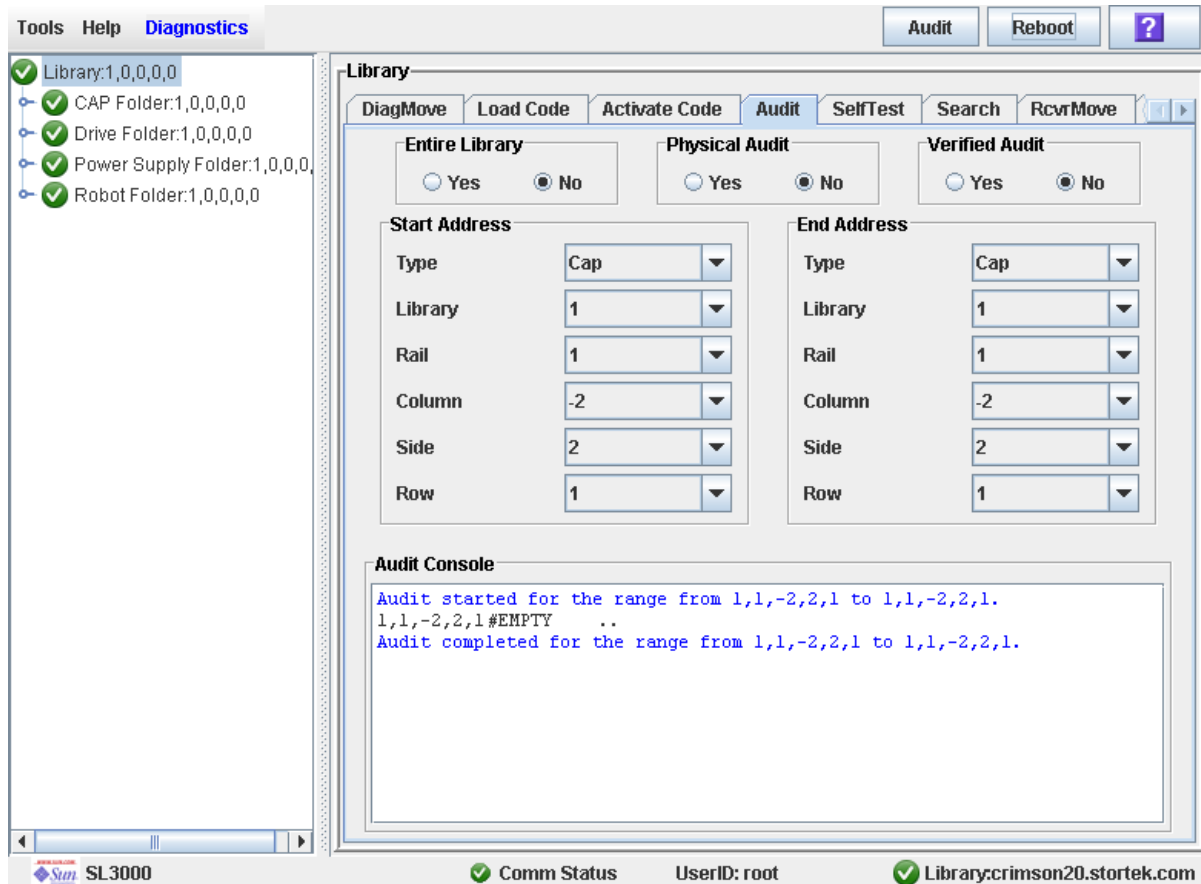 Tools Help Diagnostics
Audit Reboot ?
Library:1,0,0,0,0
CAP Folder:1,0,0,0,0
Drive Folder:1,0,0,0,0
Power Supply Folder:1,0,0,0,
Robot Folder:1,0,0,0,0
Library
DiagMove Load Code Activate Code Audit SelfTest Search RcvrMove
Entire Library Physical Audit Verified Audit
Yes No Yes No Yes No
Start Address
Type Cap
Library 1
Rail 1
Column -2
Side 2
Row 1
End Address
Type Cap
Library 1
Rail 1
Column -2
Side 2
Row 1
Audit Console
Audit started for the range from 1,1,-2,2,1 to 1,1,-2,2,1.
1,1,-2,2,1#EMPTY ..
Audit completed for the range from 1,1,-2,2,1 to 1,1,-2,2,1.
Sun SL3000 Comm Status UserID: root Library:crimson20.stortek.com